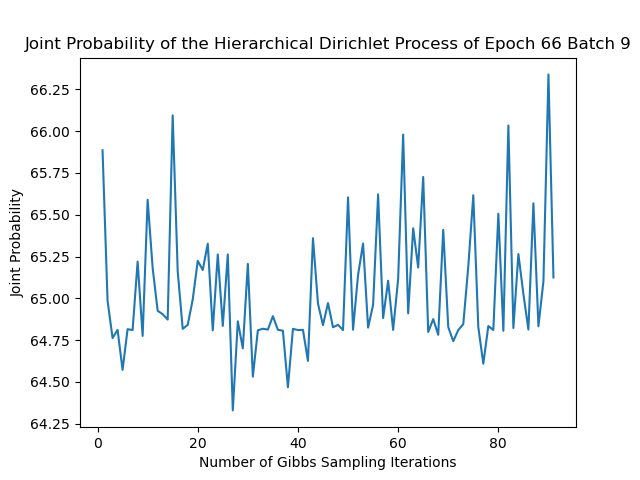 Joint Probability of the Hierarchical Dirichlet Process of Epoch 66 Batch 9
66.25
66.00
65.75
65.50
65.25
65.00
64.75
64.50
64.25
Joint Probability
0 20 40 60 80
Number of Gibbs Sampling Iterations